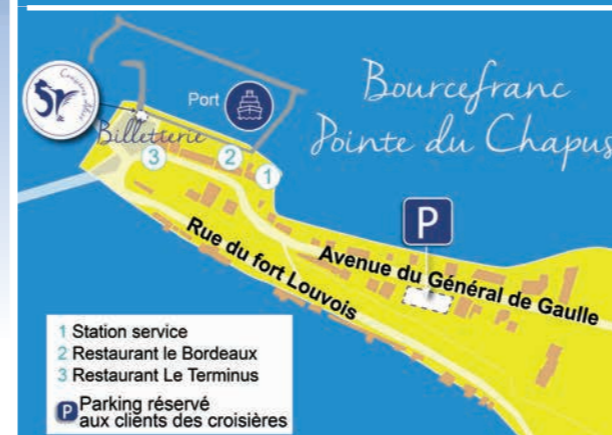 Bourcefranc
Pointe du Chapus
Croisières
Port
Billetterie
3
2
1
P
Avenue du Général de Gaulle
Rue du fort Louvois
1 Station service
2 Restaurant le Bordeaux
3 Restaurant Le Terminus
P Parking réservé
aux clients des croisières